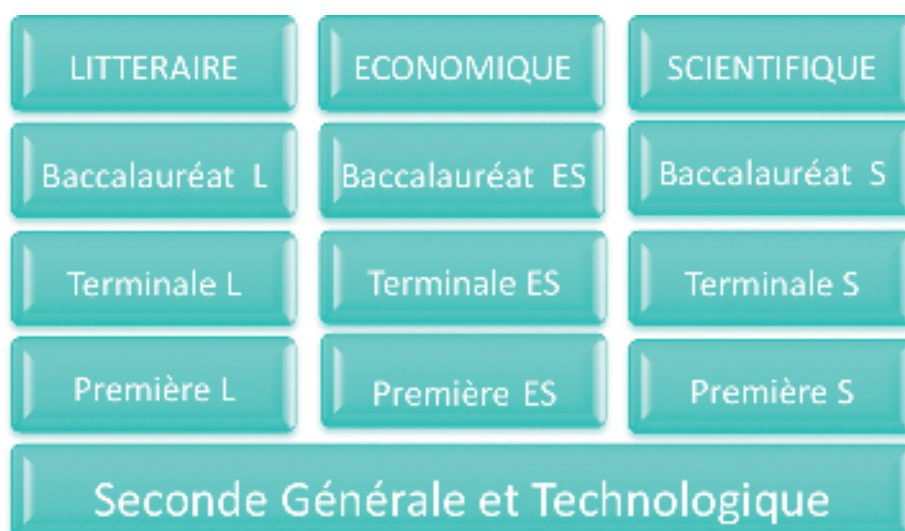 LITTERAIRE
ECONOMIQUE
SCIENTIFIQUE
Baccalauréat L
Baccalauréat ES
Baccalauréat S
Terminale L
Terminale ES
Terminale S
Première L
Première ES
Première S
Seconde Générale et Technologique